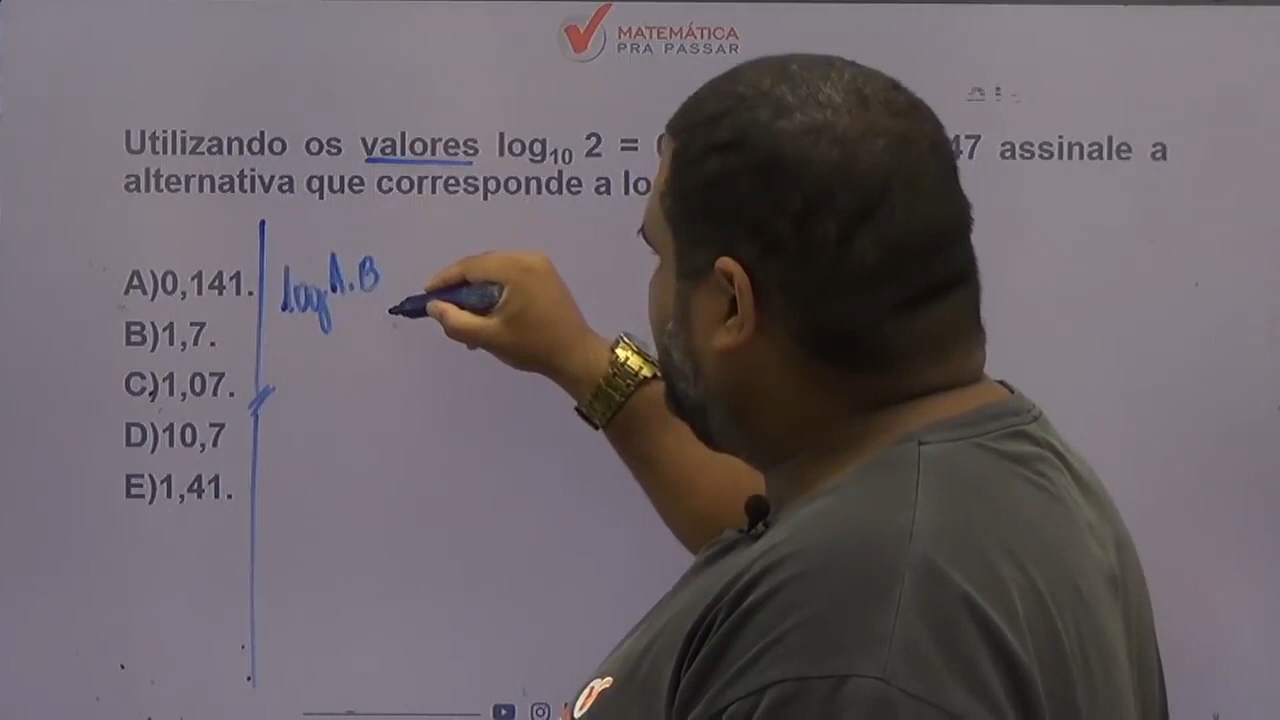 MATEMÁTICA
PRA PASSAR
Utilizando os valores log₁₀ 2 = 47 assinale a
alternativa que corresponde a lo
A)0,141.
B)1,7.
C)1,07.
D)10,7
E)1,41.
log A.B